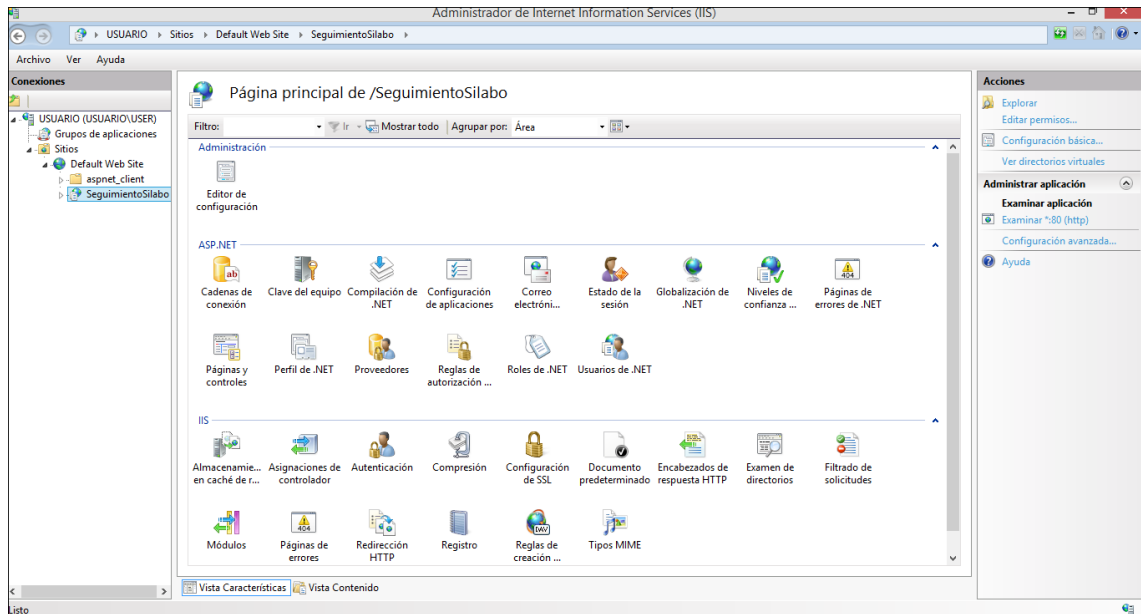 Administrador de Internet Information Services (IIS)
USUARIO Sitios Default Web Site SeguimientoSilabo
Archivo Ver Ayuda
Conexiones
USUARIO (USUARIO\USER)
Grupos de aplicaciones
Sitios
Default Web Site
aspnet_client
SeguimientoSilabo
Página principal de /SeguimientoSilabo
Filtro: Ir Mostrar todo Agrupar por: Área
Administración
Editor de
configuración
ASP.NET
Cadenas de
conexión
Clave del equipo
Compilación de
.NET
Configuración
de aplicaciones
Correo
electróni...
Estado de la
sesión
Globalización de
.NET
Niveles de
confianza ...
Páginas de
errores de .NET
Páginas y
controles
Perfil de .NET
Proveedores
Reglas de
autorización ...
Roles de .NET
Usuarios de .NET
IIS
Almacenamie...
en caché de r...
Asignaciones de
controlador
Autenticación
Compresión
Configuración
de SSL
Documento
predeterminado
Encabezados de
respuesta HTTP
Examen de
directorios
Filtrado de
solicitudes
Módulos
Páginas de
errores
Redirección
HTTP
Registro
Reglas de
creación ...
Tipos MIME
Vista Características Vista Contenido
Acciones
Explorar
Editar permisos...
Configuración básica...
Ver directorios virtuales
Administrar aplicación
Examinar aplicación
Examinar *:80 (http)
Configuración avanzada...
Ayuda
Listo